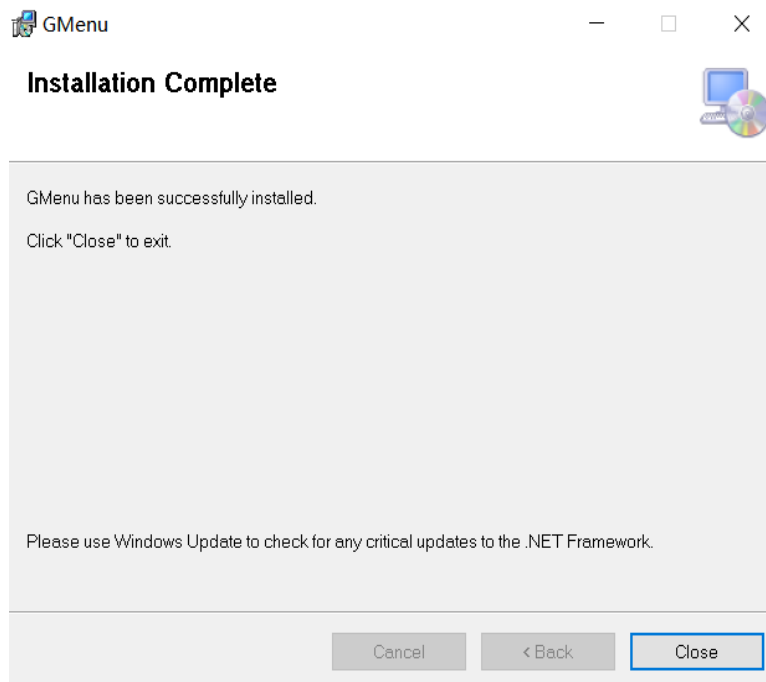 GMenu
Installation Complete
GMenu has been successfully installed.
Click "Close" to exit.
Please use Windows Update to check for any critical updates to the .NET Framework.
Cancel
< Back
Close